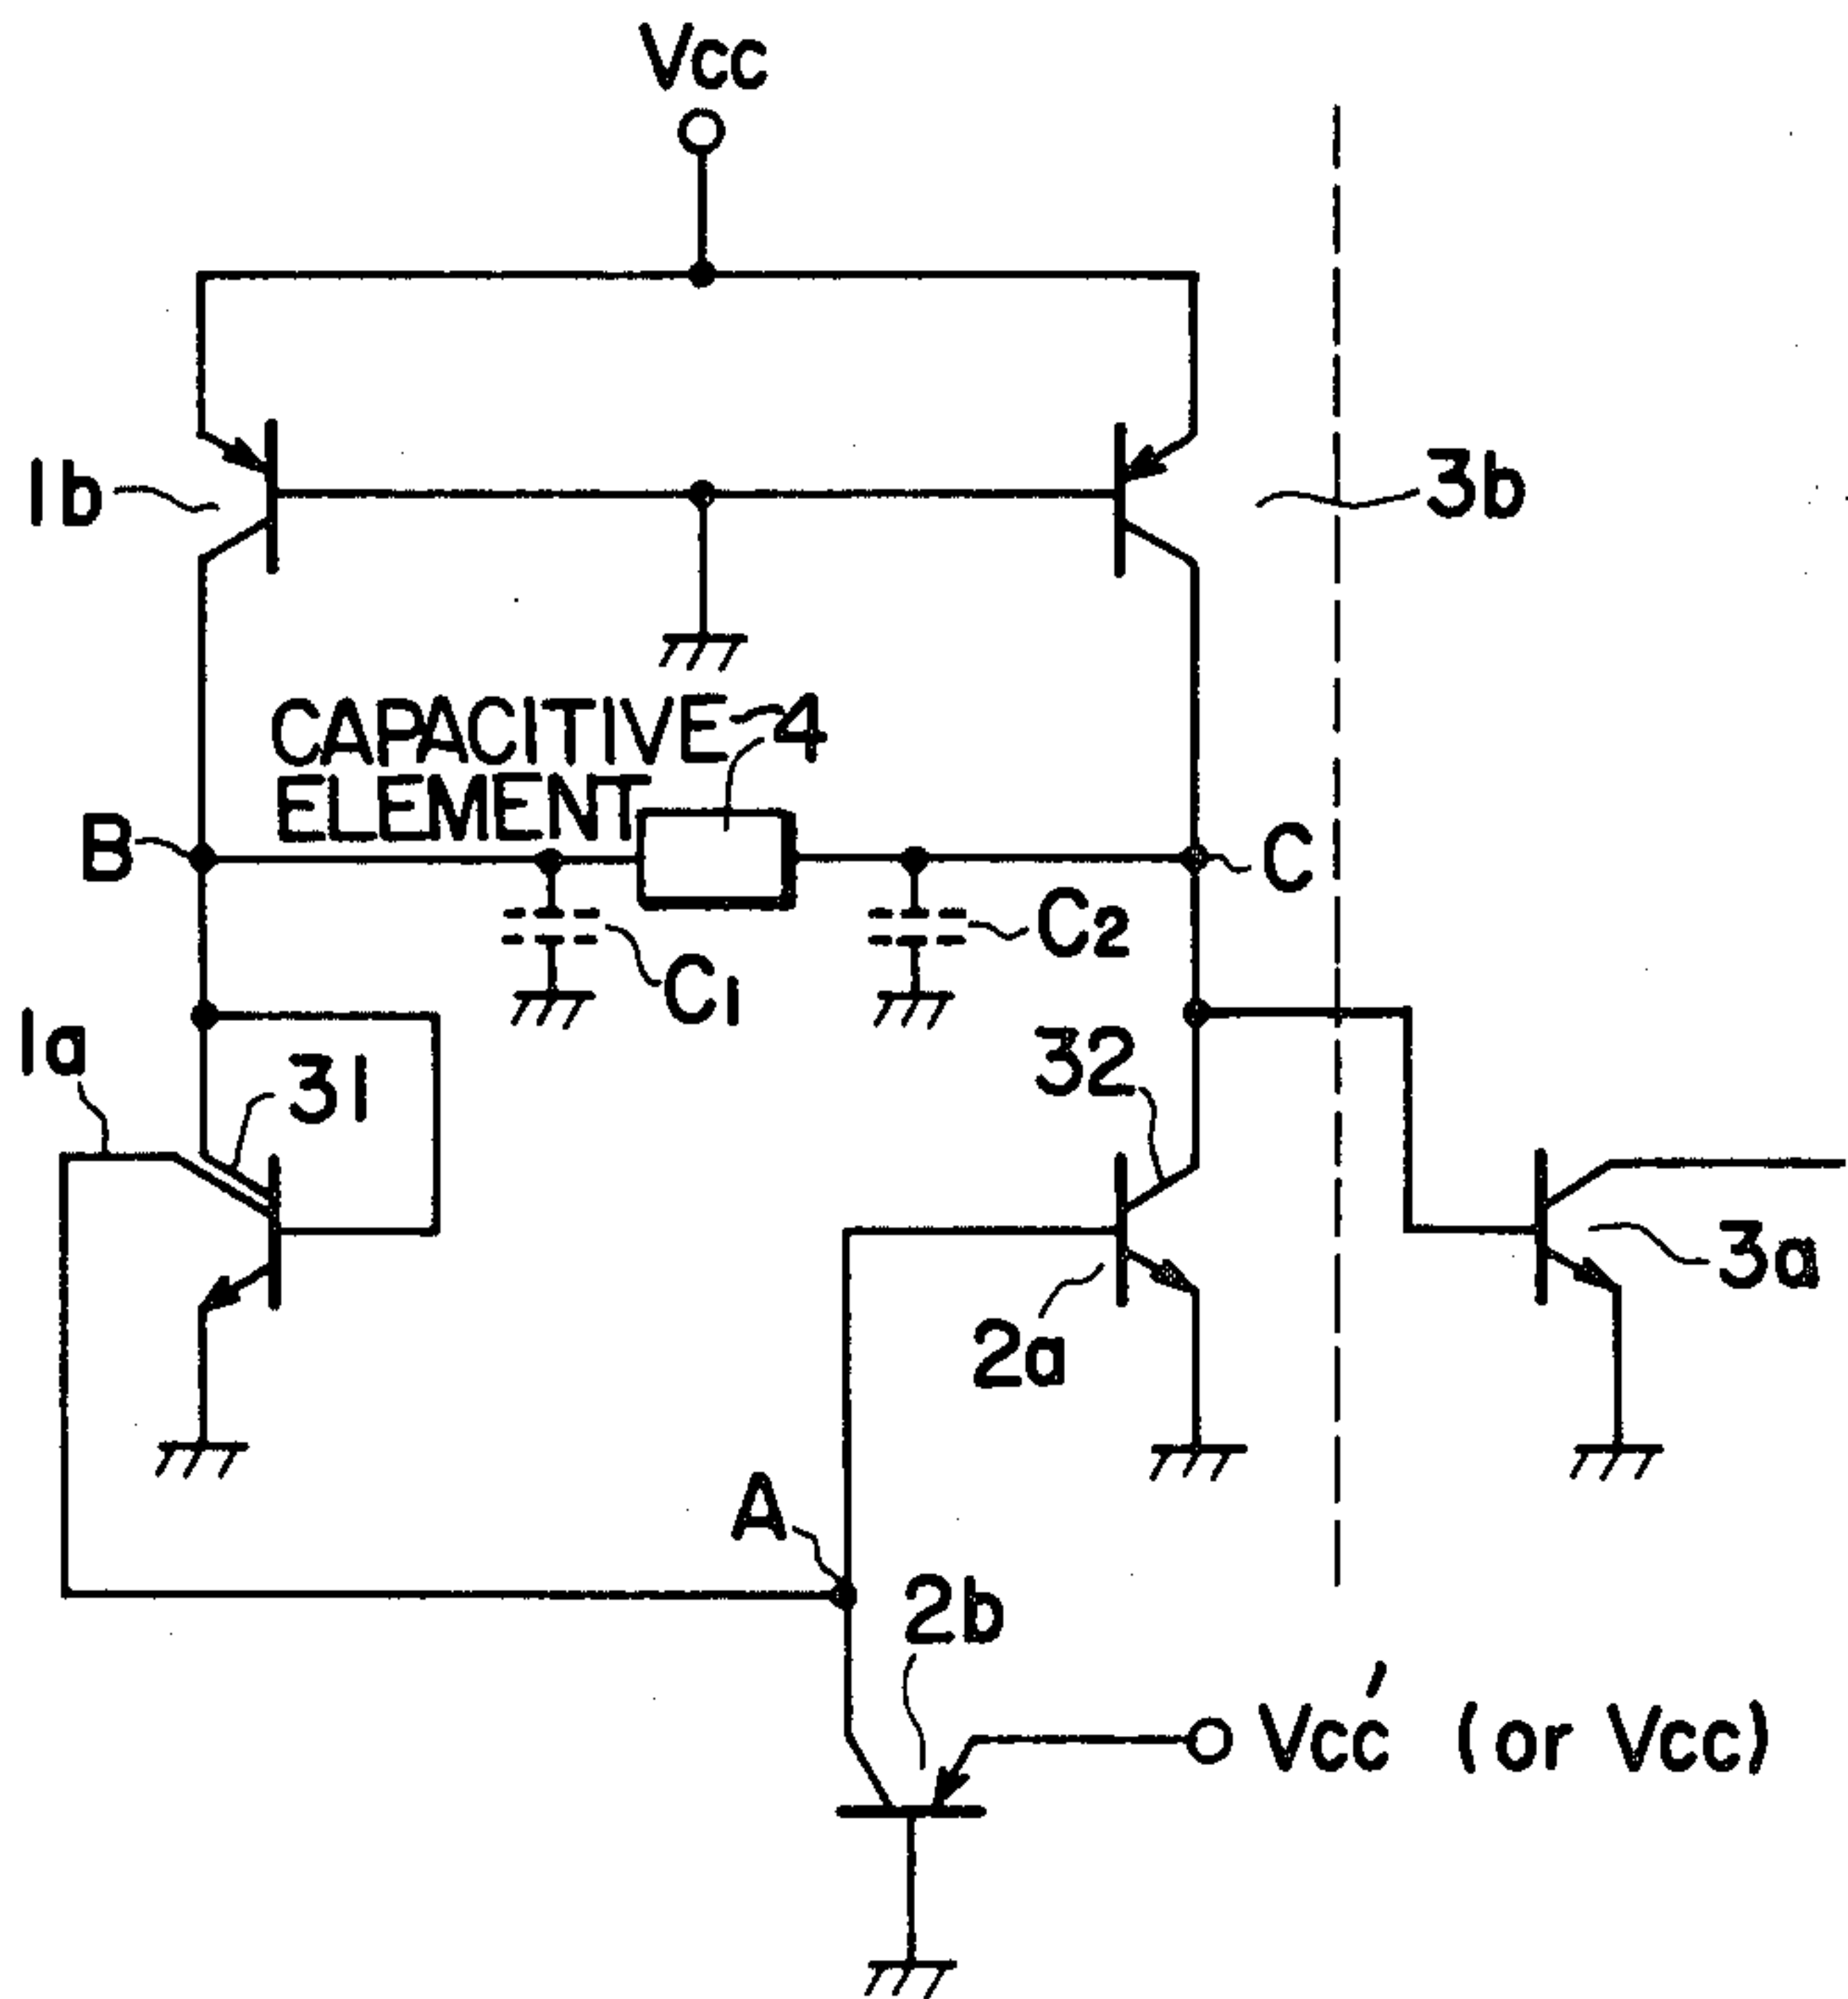 Vcc
1b
3b
CAPACITIVE 4
ELEMENT
B
C
C1
C2
1a
31
32
2a
3a
A
2b
Vcc' (or Vcc)